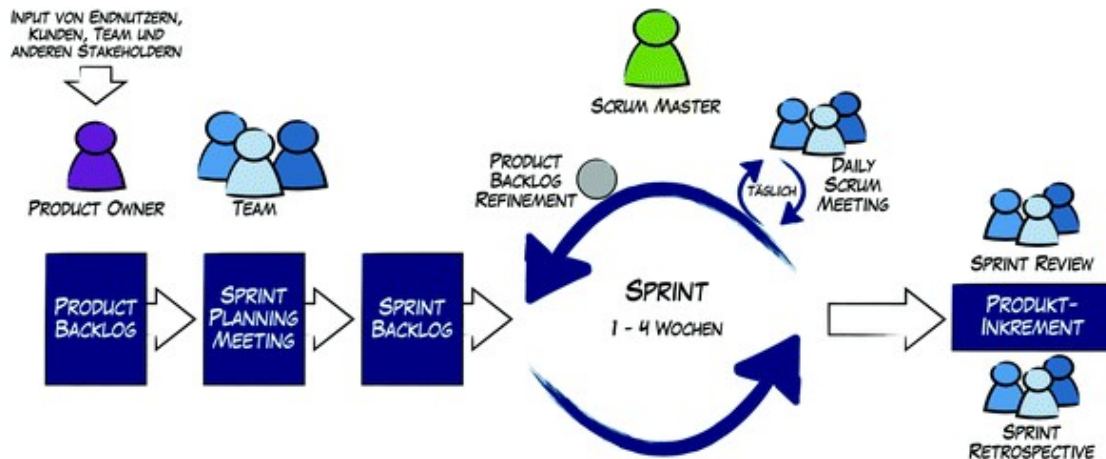 INPUT VON ENDNUTZERN,
KUNDEN, TEAM UND
ANDEREN STAKEHOLDERN
PRODUCT OWNER
TEAM
SCRUM MASTER
PRODUCT
BACKLOG
REFINEMENT
TÄGLICH
DAILY
SCRUM
MEETING
PRODUCT
BACKLOG
SPRINT
PLANNING
MEETING
SPRINT
BACKLOG
SPRINT
1 - 4 WOCHEN
SPRINT REVIEW
PRODUKT-
INKREMENT
SPRINT
RETROSPECTIVE